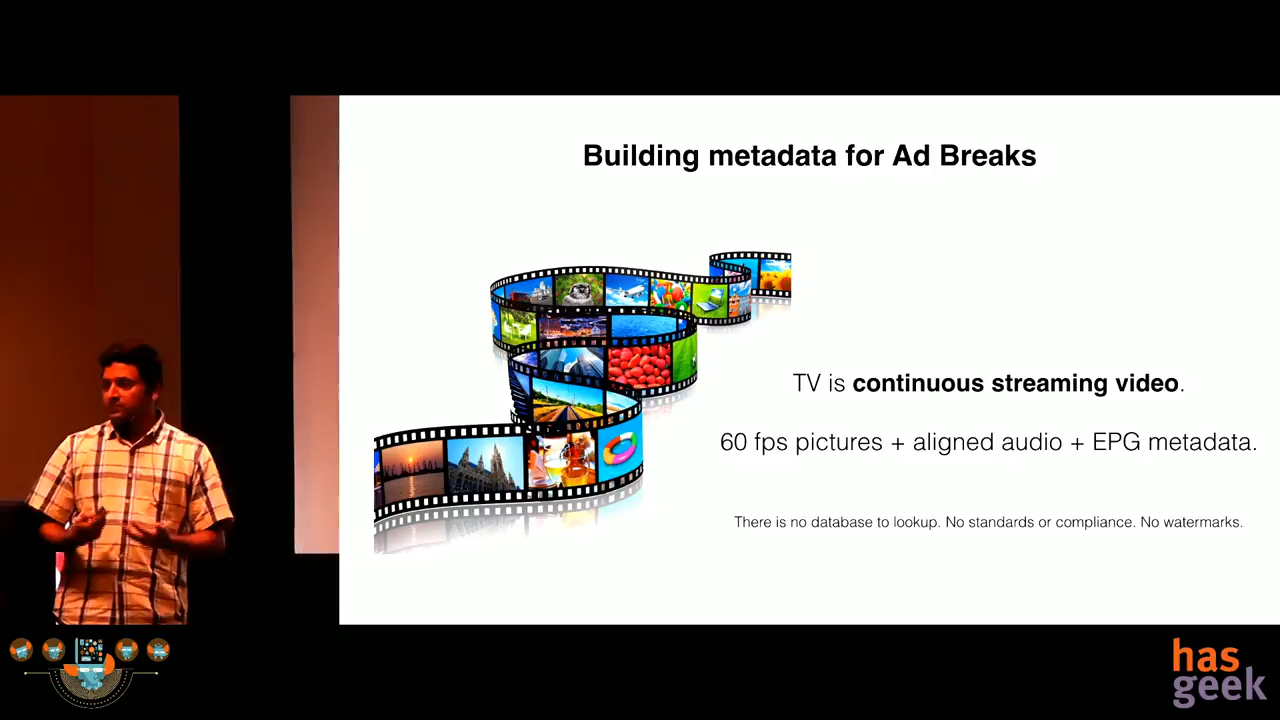 Building metadata for Ad Breaks
TV is continuous streaming video.
60 fps pictures + aligned audio + EPG metadata.
There is no database to lookup. No standards or compliance. No watermarks.
has
geek